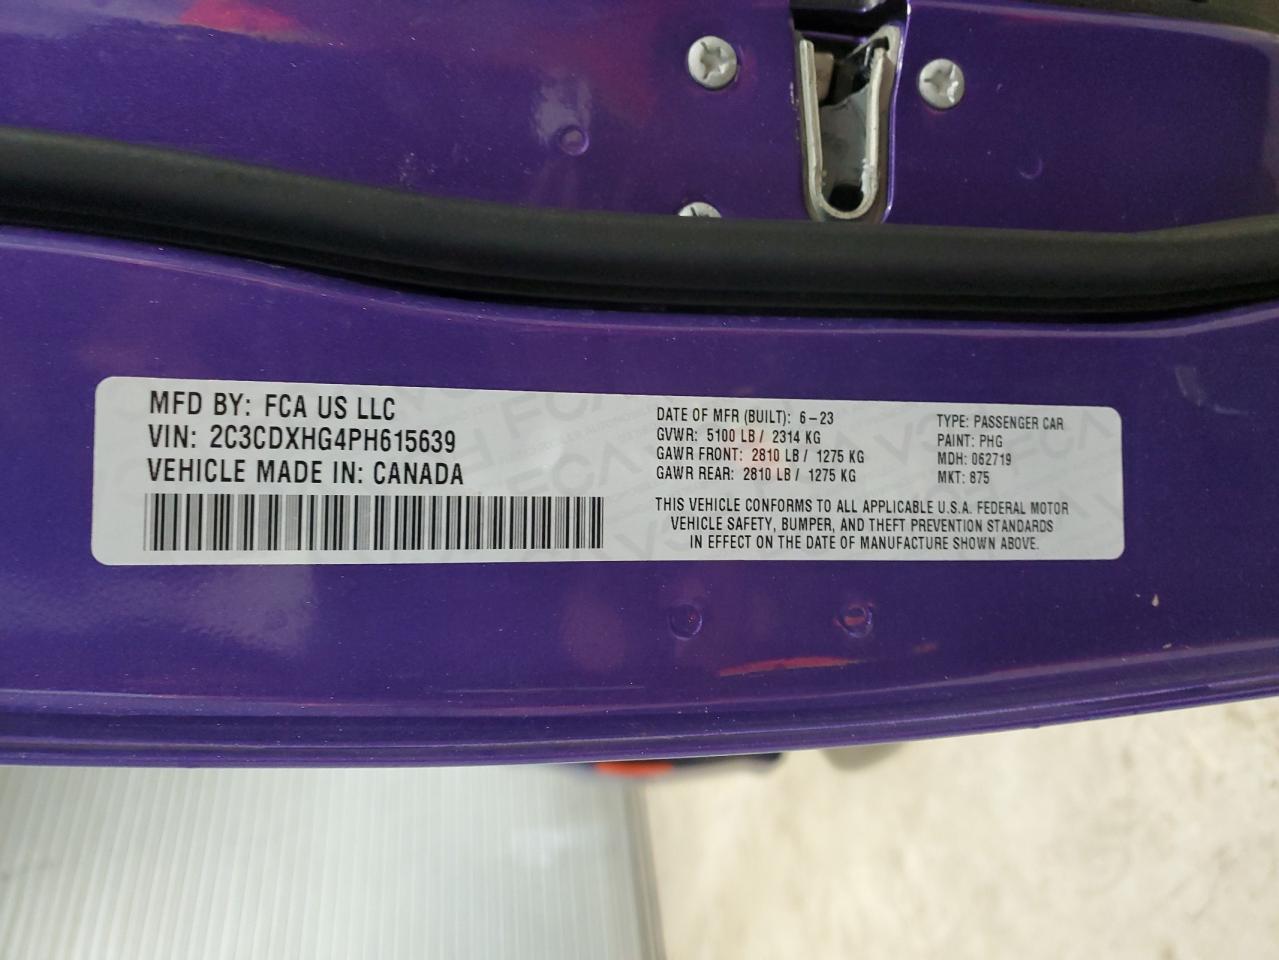 MFD BY: FCA US LLC
VIN: 2C3CDXHG4PH615639
VEHICLE MADE IN: CANADA
DATE OF MFR (BUILT): 6-23
GVWR: 5100 LB / 2314 KG
GAWR FRONT: 2810 LB / 1275 KG
GAWR REAR: 2810 LB / 1275 KG
TYPE: PASSENGER CAR
PAINT: PHG
MDH: 062719
MKT: 875
THIS VEHICLE CONFORMS TO ALL APPLICABLE U.S.A. FEDERAL MOTOR
VEHICLE SAFETY, BUMPER, AND THEFT PREVENTION STANDARDS
IN EFFECT ON THE DATE OF MANUFACTURE SHOWN ABOVE.